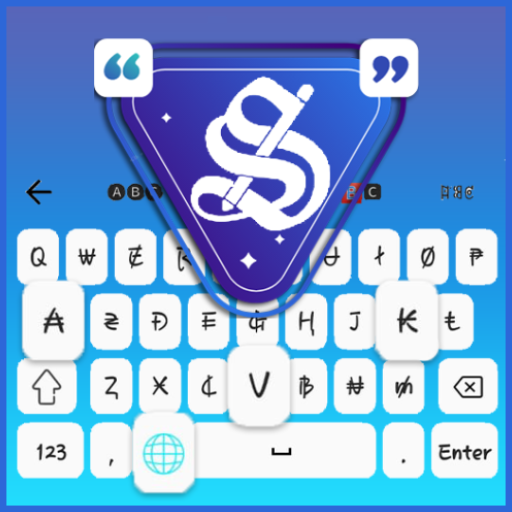 “ ”
S
🅐🅑 C
Q ₩ Ɇ Ʉ ł Ø ₱
₳ ₴ Đ E ₲ Ⱨ J K Ł
Ⱬ Ӿ ₵ V ฿ ₦ ₥
123 , . Enter